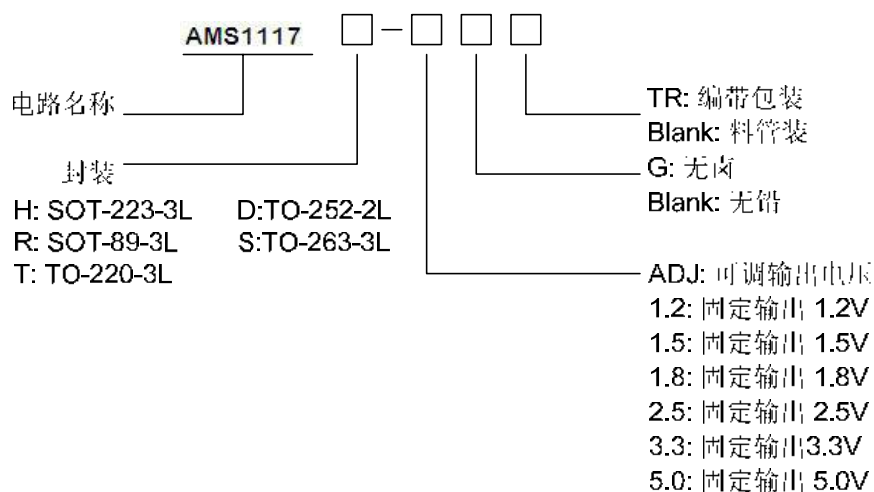 AMS1117 □-□□□
电路名称
封装
H: SOT-223-3L D:TO-252-2L
R: SOT-89-3L S:TO-263-3L
T: TO-220-3L
TR: 编带包装
Blank: 料管装
G: 无卤
Blank: 无铅
ADJ: 可调输出电压
1.2: 固定输出 1.2V
1.5: 固定输出 1.5V
1.8: 固定输出 1.8V
2.5: 固定输出 2.5V
3.3: 固定输出3.3V
5.0: 固定输出 5.0V